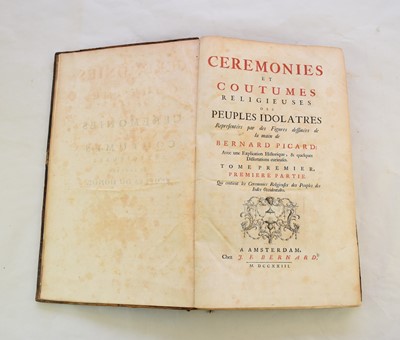 CEREMONIES
ET
COUTUMES
RELIGIEUSES
DES
PEUPLES IDOLATRES
Representées par des Figures dessinées de
la main de
BERNARD PICARD:
Avec une Explication Historique, & quelques
Dissertations curieuses.
TOME PREMIER,
PREMIERE PARTIE.
Qui contient les Ceremonies Religieuses des Peuples des
Indes Occidentales.
A AMSTERDAM,
Chez J. F. BERNARD.
M DCCXXIII.